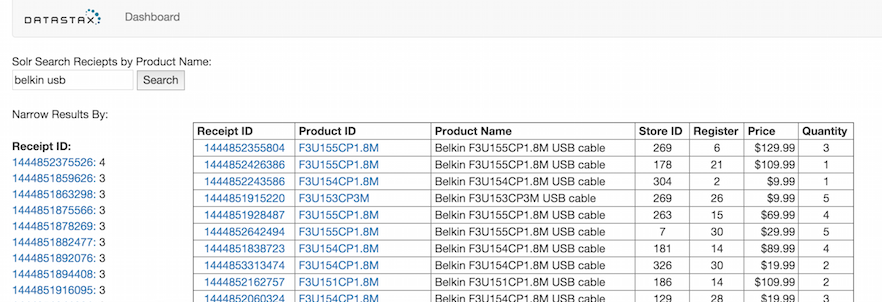 DATASTAX Dashboard
Solr Search Reciepts by Product Name:
belkin usb Search
Narrow Results By:
Receipt ID:
1444852375526: 4
1444851859626: 3
1444851863298: 3
1444851875566: 3
1444851878269: 3
1444851882477: 3
1444851892076: 3
1444851894408: 3
1444851916095: 3
Receipt ID Product ID Product Name Store ID Register Price Quantity
1444852355804 F3U155CP1.8M Belkin F3U155CP1.8M USB cable 269 6 $129.99 3
1444852426386 F3U155CP1.8M Belkin F3U155CP1.8M USB cable 178 21 $109.99 1
1444852243586 F3U154CP1.8M Belkin F3U154CP1.8M USB cable 304 2 $9.99 1
1444851915220 F3U153CP3M Belkin F3U153CP3M USB cable 269 26 $9.99 5
1444851928487 F3U155CP1.8M Belkin F3U155CP1.8M USB cable 263 15 $69.99 4
1444852642494 F3U155CP1.8M Belkin F3U155CP1.8M USB cable 7 30 $29.99 5
1444851838723 F3U154CP1.8M Belkin F3U154CP1.8M USB cable 181 14 $89.99 4
1444853313474 F3U154CP1.8M Belkin F3U154CP1.8M USB cable 326 30 $19.99 2
1444852162757 F3U151CP1.8M Belkin F3U151CP1.8M USB cable 186 14 $109.99 2
1444852060324 F3U154CP1.8M Belkin F3U154CP1.8M USB cable 129 28 $19.99 3